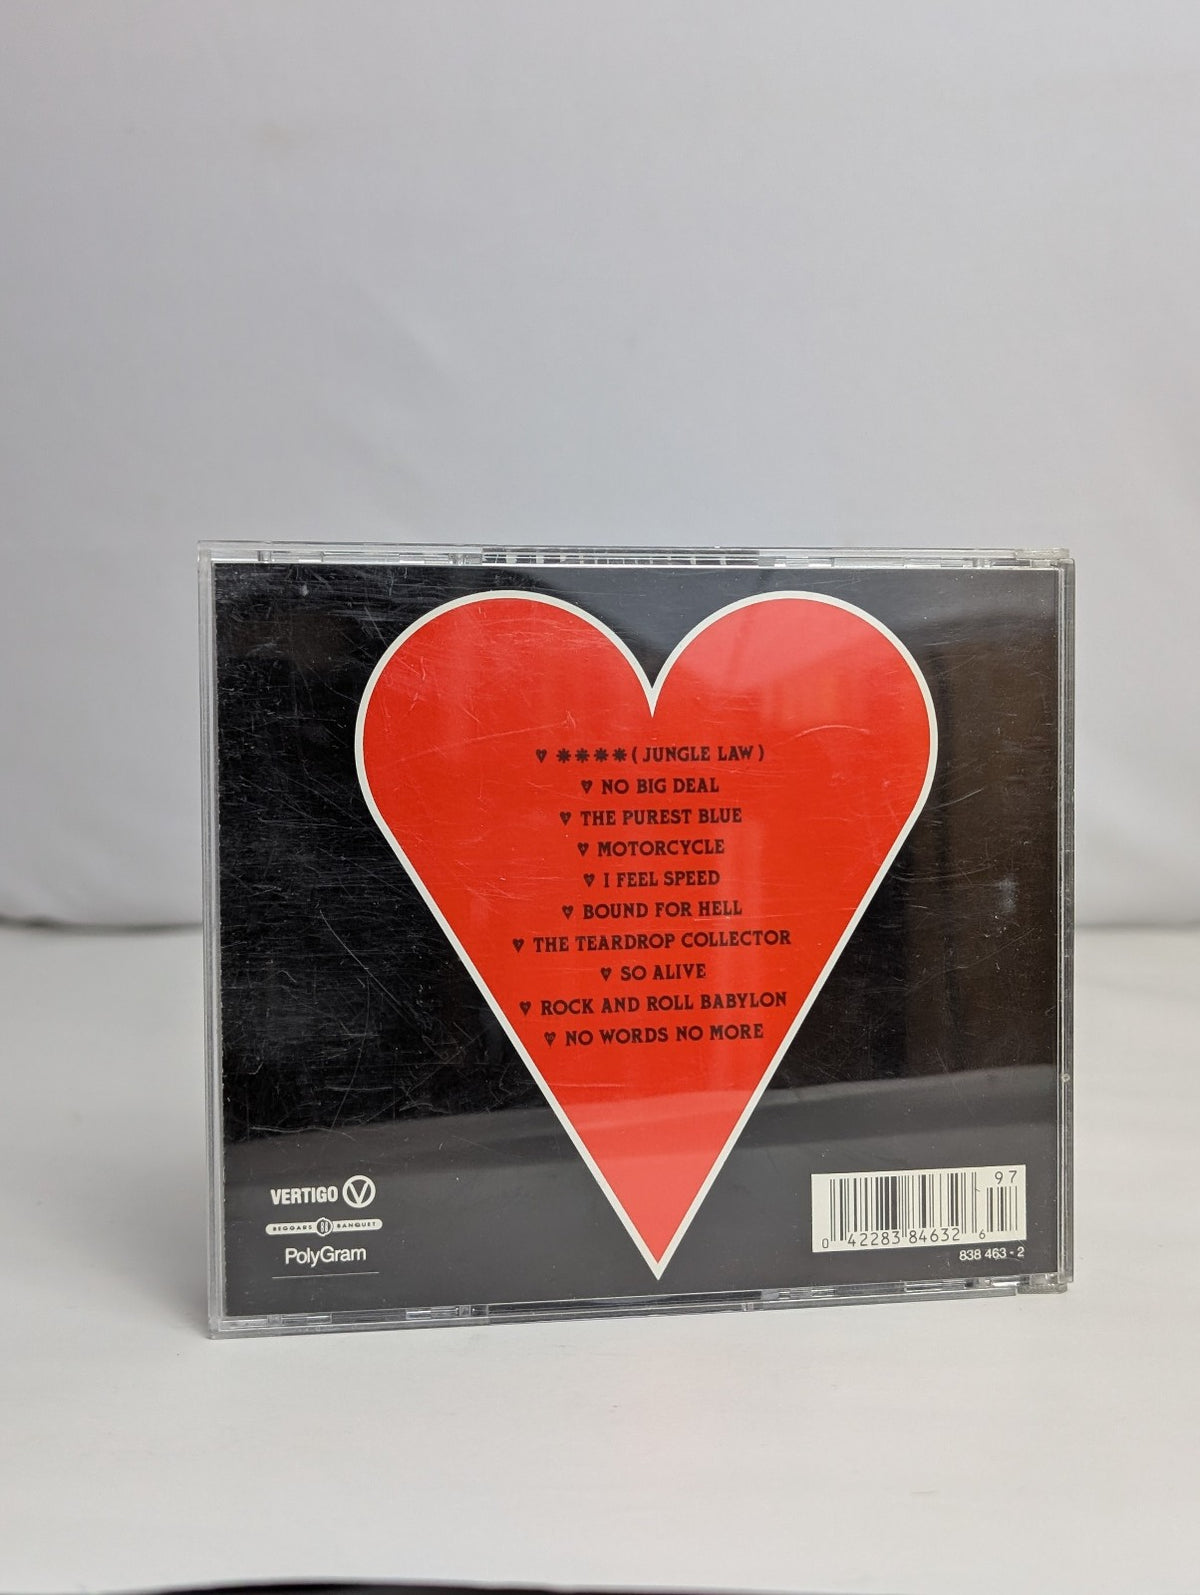 ****(JUNGLE LAW)
NO BIG DEAL
THE PUREST BLUE
MOTORCYCLE
I FEEL SPEED
BOUND FOR HELL
THE TEARDROP COLLECTOR
SO ALIVE
ROCK AND ROLL BABYLON
NO WORDS NO MORE
VERTIGO V
BEGGARS BANQUET
PolyGram
97
0 42283 84632 6
838 463-2